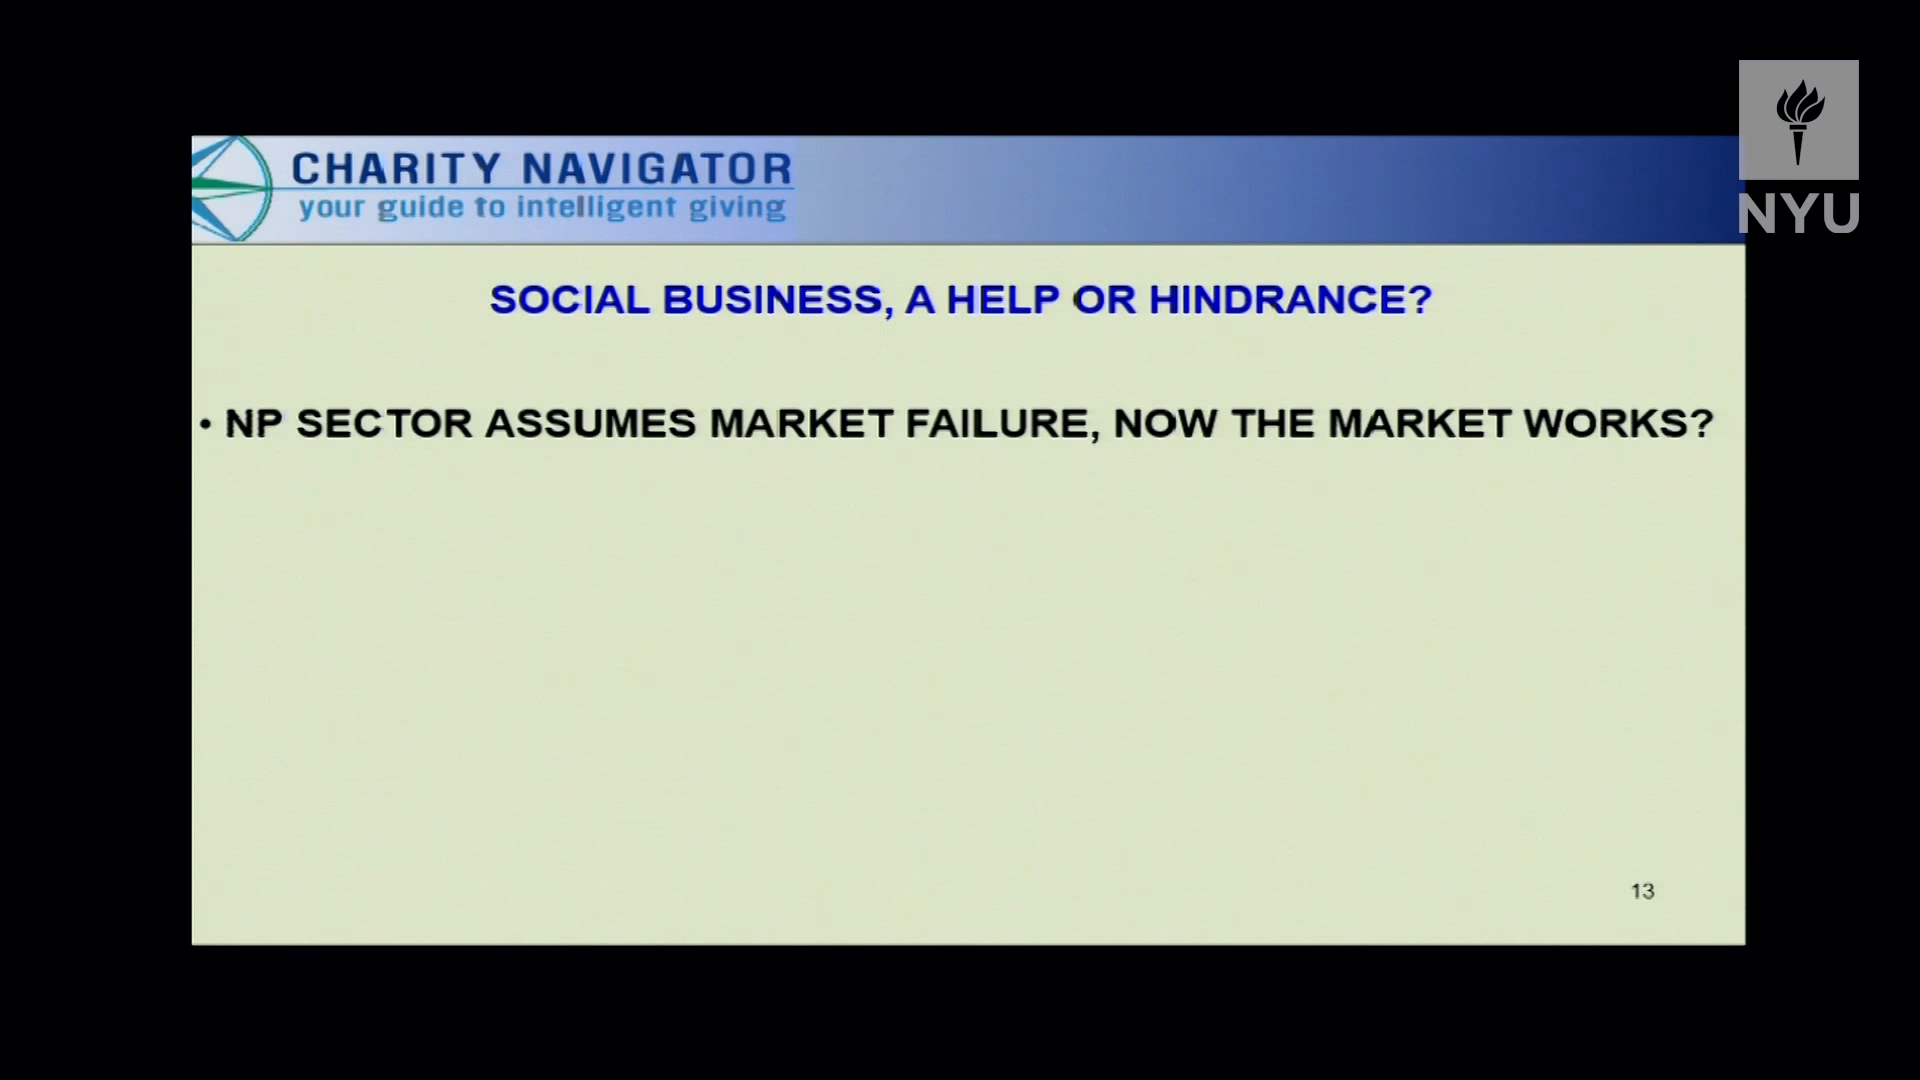 CHARITY NAVIGATOR
your guide to intelligent giving
NYU
SOCIAL BUSINESS, A HELP OR HINDRANCE?
• NP SECTOR ASSUMES MARKET FAILURE, NOW THE MARKET WORKS?
13